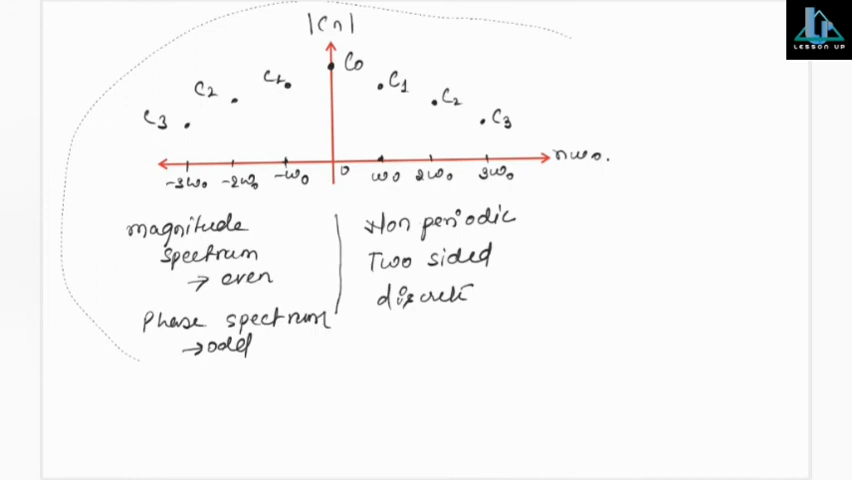 |Cn|
C0
C3 C2 C1 C1 C2 C3
-3ω0 -2ω0 -ω0 0 ω0 2ω0 3ω0 nω0.
magnitude
spectrum
→ even
Phase spectrum
→ odd
Non periodic
Two sided
discrete
LESSON UP